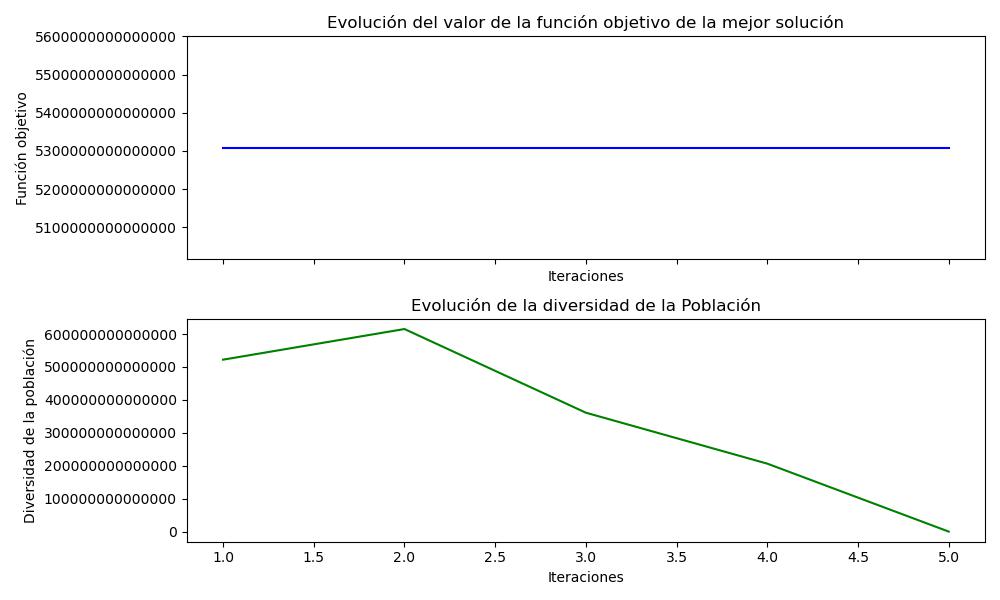 Evolución del valor de la función objetivo de la mejor solución
Función objetivo
5600000000000000
5500000000000000
5400000000000000
5300000000000000
5200000000000000
5100000000000000
Iteraciones
Evolución de la diversidad de la Población
Diversidad de la población
600000000000000
500000000000000
400000000000000
300000000000000
200000000000000
100000000000000
0
1.0 1.5 2.0 2.5 3.0 3.5 4.0 4.5 5.0
Iteraciones